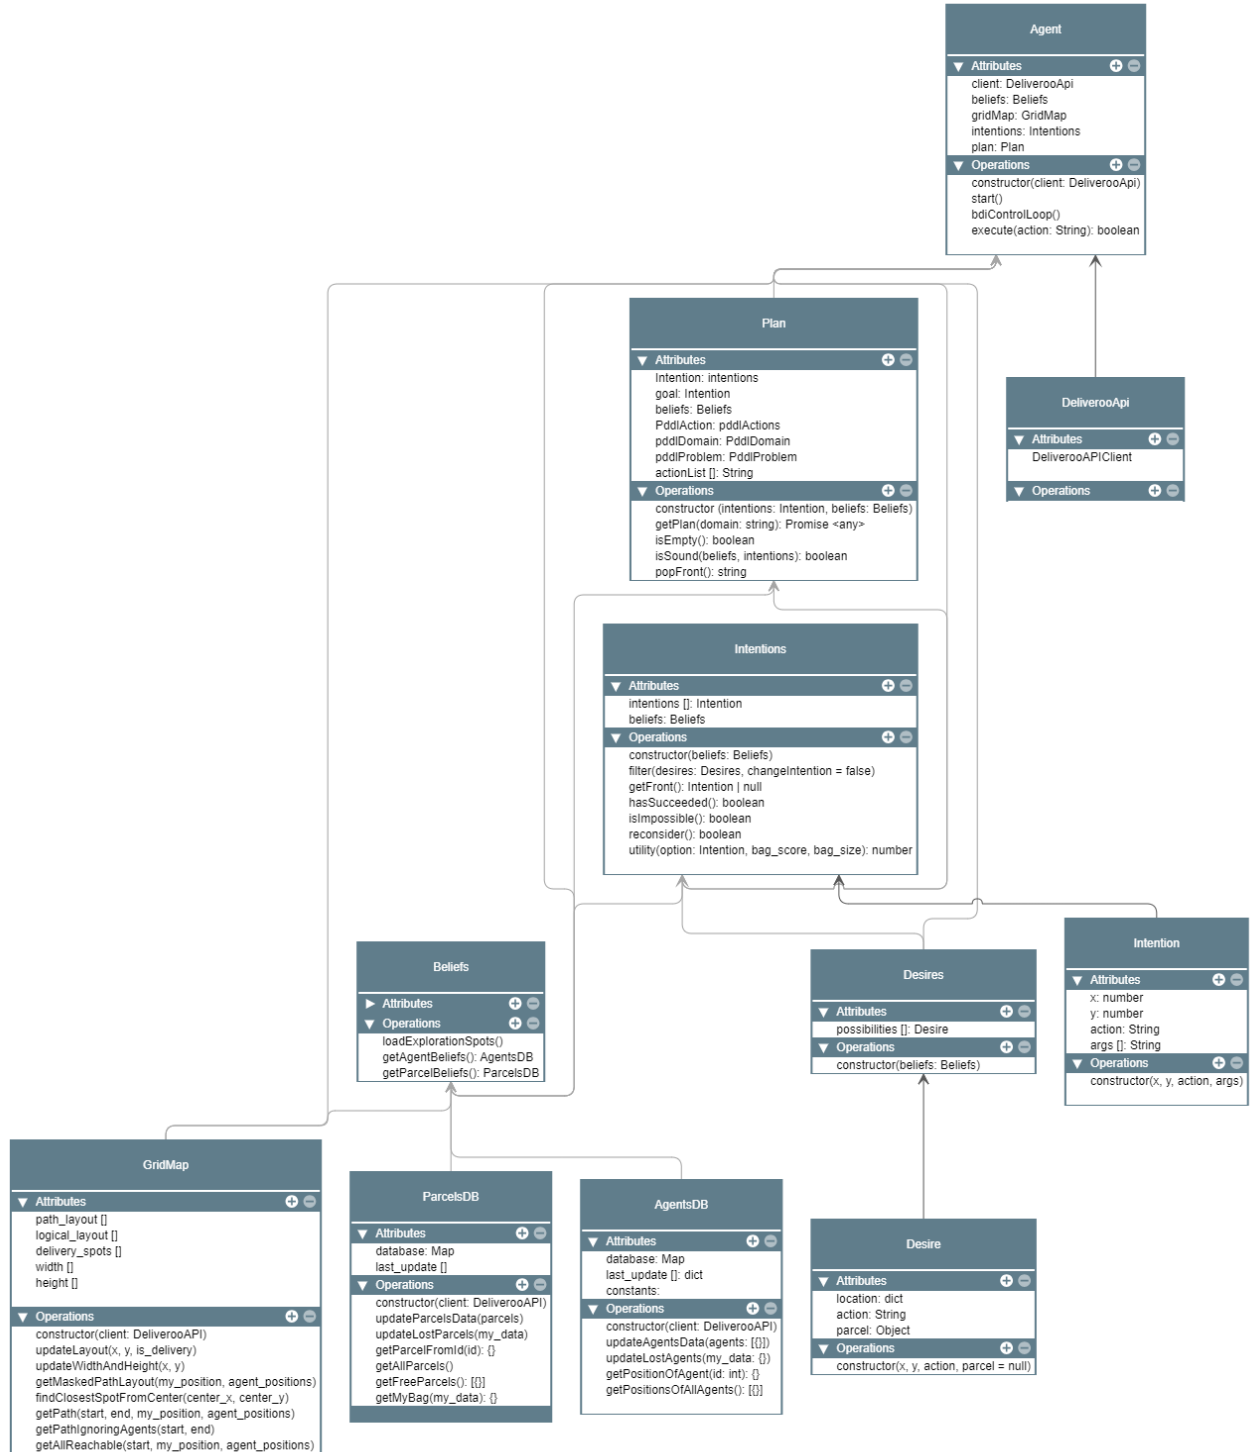 Agent
Attributes
client: DeliverooApi
beliefs: Beliefs
gridMap: GridMap
intentions: Intentions
plan: Plan
Operations
constructor(client: DeliverooApi)
start()
bdiControlLoop()
execute(action: String): boolean
Plan
Attributes
Intention: intentions
goal: Intention
beliefs: Beliefs
PddlAction: pddlActions
pddlDomain: PddlDomain
pddlProblem: PddlProblem
actionList []: String
Operations
constructor (intentions: Intention, beliefs: Beliefs)
getPlan(domain: string): Promise <any>
isEmpty(): boolean
isSound(beliefs, intentions): boolean
popFront(): string
DeliverooApi
Attributes
DeliverooAPIClient
Operations
Intentions
Attributes
intentions []: Intention
beliefs: Beliefs
Operations
constructor(beliefs: Beliefs)
filter(desires: Desires, changeIntention = false)
getFront(): Intention | null
hasSucceeded(): boolean
isImpossible(): boolean
reconsider(): boolean
utility(option: Intention, bag_score, bag_size): number
Beliefs
Attributes
Operations
loadExplorationSpots()
getAgentBeliefs(): AgentsDB
getParcelBeliefs(): ParcelsDB
Desires
Attributes
possibilities []: Desire
Operations
constructor(beliefs: Beliefs)
Intention
Attributes
x: number
y: number
action: String
args []: String
Operations
constructor(x, y, action, args)
GridMap
Attributes
path_layout []
logical_layout []
delivery_spots []
width []
height []
Operations
constructor(client: DeliverooAPI)
updateLayout(x, y, is_delivery)
updateWidthAndHeight(x, y)
getMaskedPathLayout(my_position, agent_positions)
findClosestSpotFromCenter(center_x, center_y)
getPath(start, end, my_position, agent_positions)
getPathIgnoringAgents(start, end)
getAllReachable(start, my_position, agent_positions)
ParcelsDB
Attributes
database: Map
last_update []
Operations
constructor(client: DeliverooAPI)
updateParcelsData(parcels)
updateLostParcels(my_data)
getParcelFromId(id): {}
getAllParcels()
getFreeParcels(): [{}]
getMyBag(my_data): {}
AgentsDB
Attributes
database: Map
last_update []: dict
constants:
Operations
constructor(client: DeliverooAPI)
updateAgentsData(agents: [{}])
updateLostAgents(my_data: {})
getPositionOfAgent(id: int): {}
getPositionsOfAllAgents(): [{}]
Desire
Attributes
location: dict
action: String
parcel: Object
Operations
constructor(x, y, action, parcel = null)